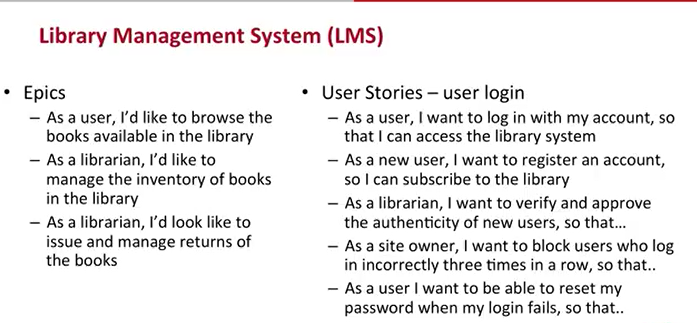 Library Management System (LMS)
• Epics
– As a user, I'd like to browse the
books available in the library
– As a librarian, I'd like to
manage the inventory of books
in the library
– As a librarian, I'd look like to
issue and manage returns of
the books
• User Stories – user login
– As a user, I want to log in with my account, so
that I can access the library system
– As a new user, I want to register an account,
so I can subscribe to the library
– As a librarian, I want to verify and approve
the authenticity of new users, so that...
– As a site owner, I want to block users who log
in incorrectly three times in a row, so that..
– As a user I want to be able to reset my
password when my login fails, so that..